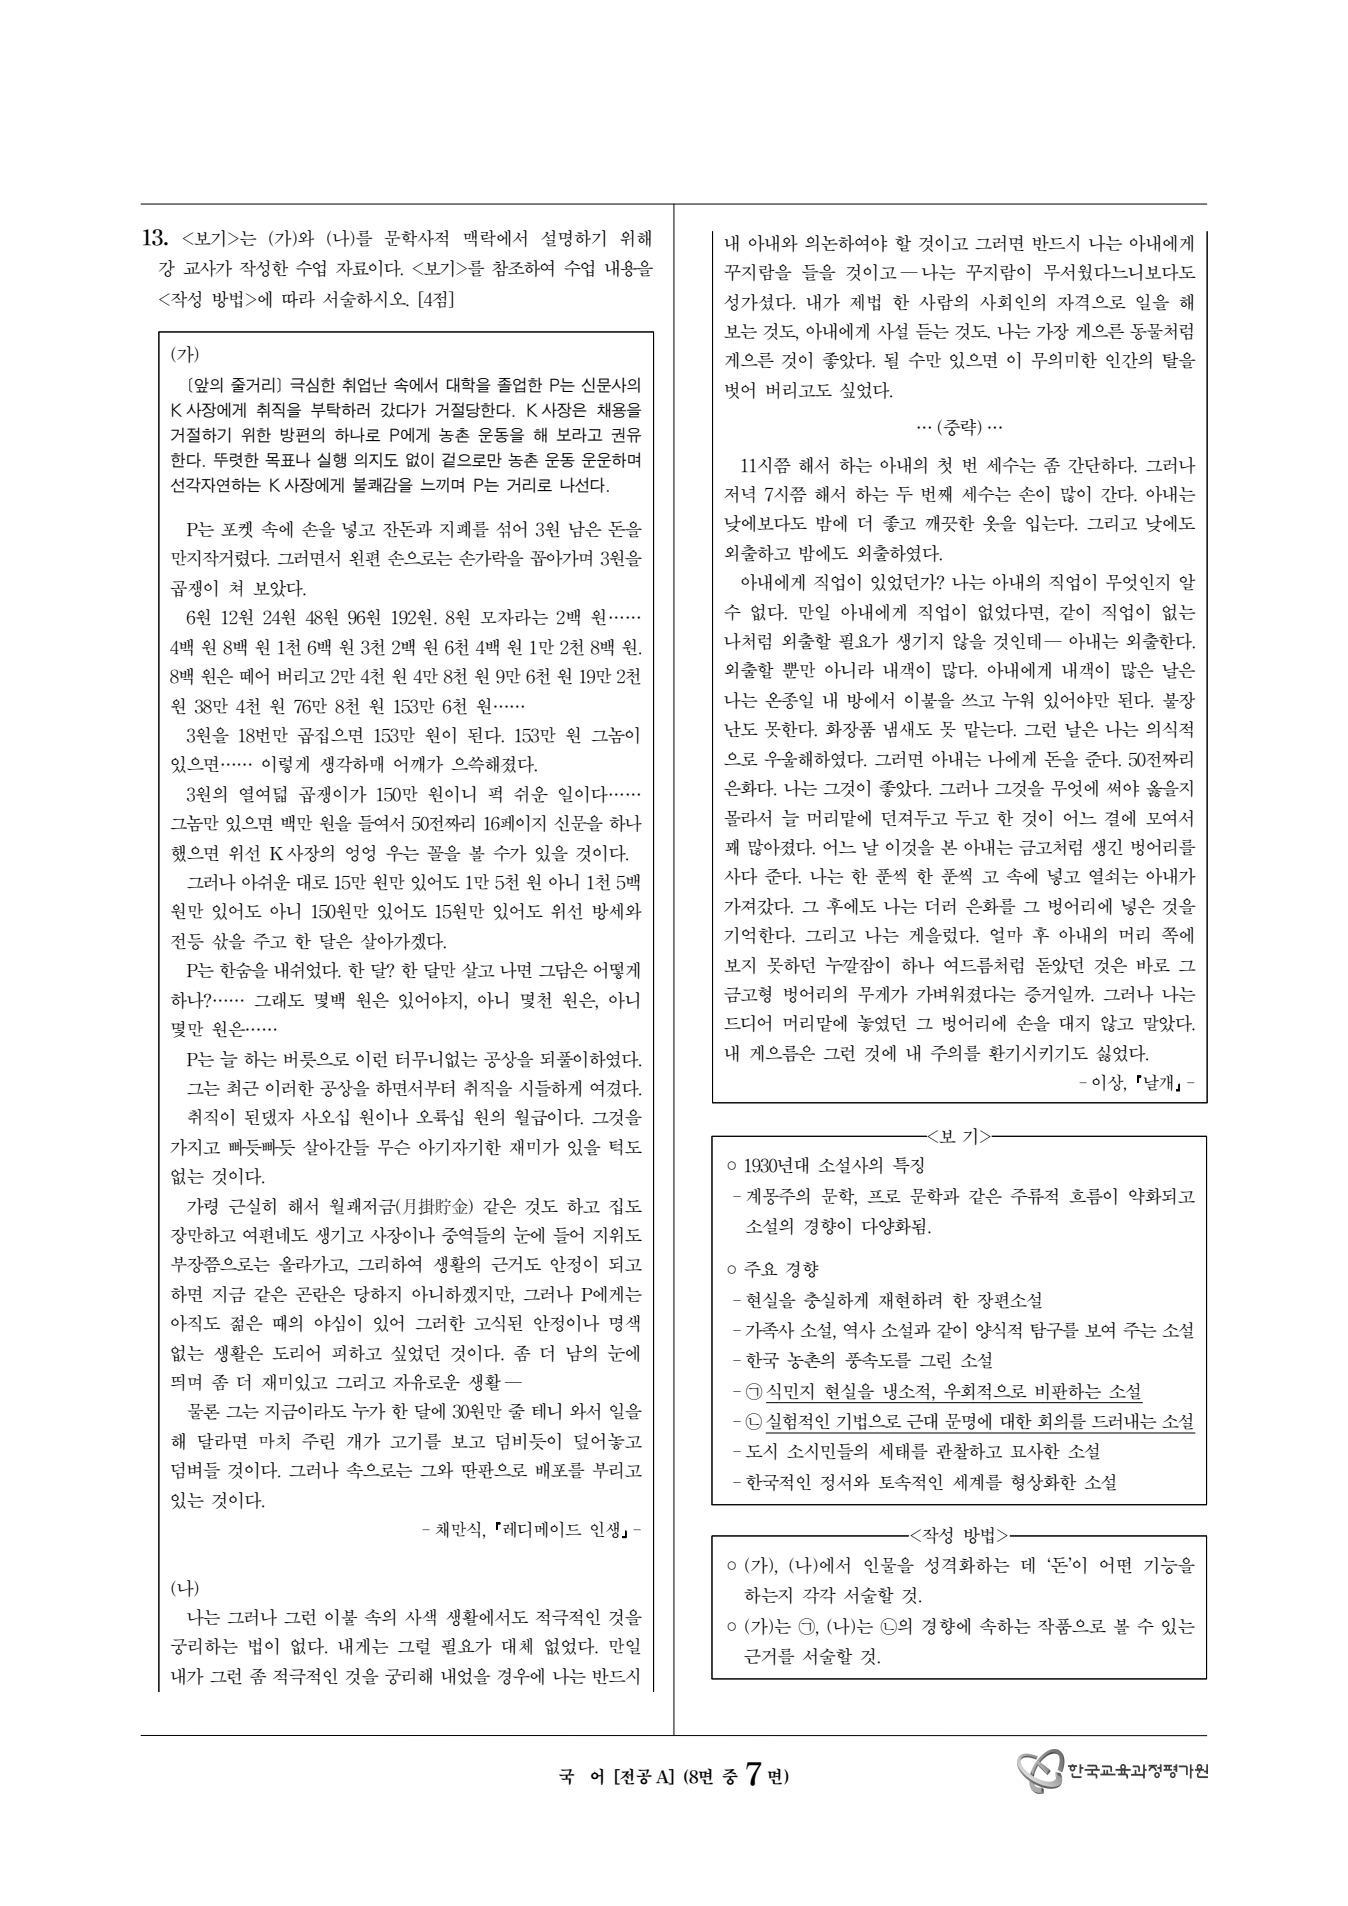 13. <보기>는 (가)와 (나)를 문학사적 맥락에서 설명하기 위해
강 교사가 작성한 수업 자료이다. <보기>를 참조하여 수업 내용을
<작성 방법>에 따라 서술하시오. [4점]
(가)
〔앞의 줄거리〕 극심한 취업난 속에서 대학을 졸업한 P는 신문사의
K 사장에게 취직을 부탁하러 갔다가 거절당한다. K 사장은 채용을
거절하기 위한 방편의 하나로 P에게 농촌 운동을 해 보라고 권유
한다. 뚜렷한 목표나 실행 의지도 없이 겉으로만 농촌 운동 운운하며
선각자연하는 K 사장에게 불쾌감을 느끼며 P는 거리로 나선다.
P는 포켓 속에 손을 넣고 잔돈과 지폐를 섞어 3원 남은 돈을
만지작거렸다. 그러면서 왼편 손으로는 손가락을 꼽아가며 3원을
곱쟁이 쳐 보았다.
6원 12원 24원 48원 96원 192원. 8원 모자라는 2백 원……
4백 원 8백 원 1천 6백 원 3천 2백 원 6천 4백 원 1만 2천 8백 원.
8백 원은 떼어 버리고 2만 4천 원 4만 8천 원 9만 6천 원 19만 2천
원 38만 4천 원 76만 8천 원 153만 6천 원……
3원을 18번만 곱집으면 153만 원이 된다. 153만 원 그놈이
있으면…… 이렇게 생각하매 어깨가 으쓱해졌다.
3원의 열여덟 곱쟁이가 150만 원이니 퍽 쉬운 일이다……
그놈만 있으면 백만 원을 들여서 50전짜리 16페이지 신문을 하나
했으면 위선 K 사장의 엉엉 우는 꼴을 볼 수가 있을 것이다.
그러나 아쉬운 대로 15만 원만 있어도 1만 5천 원 아니 1천 5백
원만 있어도 아니 150원만 있어도 15원만 있어도 위선 방세와
전등 삯을 주고 한 달은 살아가겠다.
P는 한숨을 내쉬었다. 한 달? 한 달만 살고 나면 그담은 어떻게
하나?…… 그래도 몇백 원은 있어야지, 아니 몇천 원은, 아니
몇만 원은……
P는 늘 하는 버릇으로 이런 터무니없는 공상을 되풀이하였다.
그는 최근 이러한 공상을 하면서부터 취직을 시들하게 여겼다.
취직이 된댔자 사오십 원이나 오륙십 원의 월급이다. 그것을
가지고 빠듯빠듯 살아간들 무슨 아기자기한 재미가 있을 턱도
없는 것이다.
가령 근실히 해서 월괘저금(月掛貯金) 같은 것도 하고 집도
장만하고 여편네도 생기고 사장이나 중역들의 눈에 들어 지위도
부장쯤으로는 올라가고, 그리하여 생활의 근거도 안정이 되고
하면 지금 같은 곤란은 당하지 아니하겠지만, 그러나 P에게는
아직도 젊은 때의 야심이 있어 그러한 고식된 안정이나 명색
없는 생활은 도리어 피하고 싶었던 것이다. 좀 더 남의 눈에
띄며 좀 더 재미있고 그리고 자유로운 생활 ―
물론 그는 지금이라도 누가 한 달에 30원만 줄 테니 와서 일을
해 달라면 마치 주린 개가 고기를 보고 덤비듯이 덮어놓고
덤벼들 것이다. 그러나 속으로는 그와 딴판으로 배포를 부리고
있는 것이다.
- 채만식, 『레디메이드 인생』 -
(나)
나는 그러나 그런 이불 속의 사색 생활에서도 적극적인 것을
궁리하는 법이 없다. 내게는 그럴 필요가 대체 없었다. 만일
내가 그런 좀 적극적인 것을 궁리해 내었을 경우에 나는 반드시
내 아내와 의논하여야 할 것이고 그러면 반드시 나는 아내에게
꾸지람을 들을 것이고 ― 나는 꾸지람이 무서웠다느니보다도
성가셨다. 내가 제법 한 사람의 사회인의 자격으로 일을 해
보는 것도, 아내에게 사설 듣는 것도. 나는 가장 게으른 동물처럼
게으른 것이 좋았다. 될 수만 있으면 이 무의미한 인간의 탈을
벗어 버리고도 싶었다.
… (중략) …
11시쯤 해서 하는 아내의 첫 번 세수는 좀 간단하다. 그러나
저녁 7시쯤 해서 하는 두 번째 세수는 손이 많이 간다. 아내는
낮에보다도 밤에 더 좋고 깨끗한 옷을 입는다. 그리고 낮에도
외출하고 밤에도 외출하였다.
아내에게 직업이 있었던가? 나는 아내의 직업이 무엇인지 알
수 없다. 만일 아내에게 직업이 없었다면, 같이 직업이 없는
나처럼 외출할 필요가 생기지 않을 것인데― 아내는 외출한다.
외출할 뿐만 아니라 내객이 많다. 아내에게 내객이 많은 날은
나는 온종일 내 방에서 이불을 쓰고 누워 있어야만 된다. 불장
난도 못한다. 화장품 냄새도 못 맡는다. 그런 날은 나는 의식적
으로 우울해하였다. 그러면 아내는 나에게 돈을 준다. 50전짜리
은화다. 나는 그것이 좋았다. 그러나 그것을 무엇에 써야 옳을지
몰라서 늘 머리맡에 던져두고 두고 한 것이 어느 결에 모여서
꽤 많아졌다. 어느 날 이것을 본 아내는 금고처럼 생긴 벙어리를
사다 준다. 나는 한 푼씩 한 푼씩 고 속에 넣고 열쇠는 아내가
가져갔다. 그 후에도 나는 더러 은화를 그 벙어리에 넣은 것을
기억한다. 그리고 나는 게을렀다. 얼마 후 아내의 머리 쪽에
보지 못하던 누깔잠이 하나 여드름처럼 돋았던 것은 바로 그
금고형 벙어리의 무게가 가벼워졌다는 증거일까. 그러나 나는
드디어 머리맡에 놓였던 그 벙어리에 손을 대지 않고 말았다.
내 게으름은 그런 것에 내 주의를 환기시키기도 싫었다.
- 이상, 『날개』 -
<보 기>
○ 1930년대 소설사의 특징
- 계몽주의 문학, 프로 문학과 같은 주류적 흐름이 약화되고
소설의 경향이 다양화됨.
○ 주요 경향
- 현실을 충실하게 재현하려 한 장편소설
- 가족사 소설, 역사 소설과 같이 양식적 탐구를 보여 주는 소설
- 한국 농촌의 풍속도를 그린 소설
- ㉠ 식민지 현실을 냉소적, 우회적으로 비판하는 소설
- ㉡ 실험적인 기법으로 근대 문명에 대한 회의를 드러내는 소설
- 도시 소시민들의 세태를 관찰하고 묘사한 소설
- 한국적인 정서와 토속적인 세계를 형상화한 소설
<작성 방법>
○ (가), (나)에서 인물을 성격화하는 데 ‘돈’이 어떤 기능을
하는지 각각 서술할 것.
○ (가)는 ㉠, (나)는 ㉡의 경향에 속하는 작품으로 볼 수 있는
근거를 서술할 것.
국 어 [전공 A] (8면 중 7 면)
한국교육과정평가원